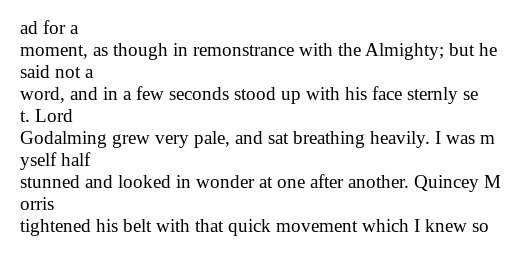 ad for a
moment, as though in remonstrance with the Almighty; but he
said not a
word, and in a few seconds stood up with his face sternly se
t. Lord
Godalming grew very pale, and sat breathing heavily. I was m
yself half
stunned and looked in wonder at one after another. Quincey M
orris
tightened his belt with that quick movement which I knew so